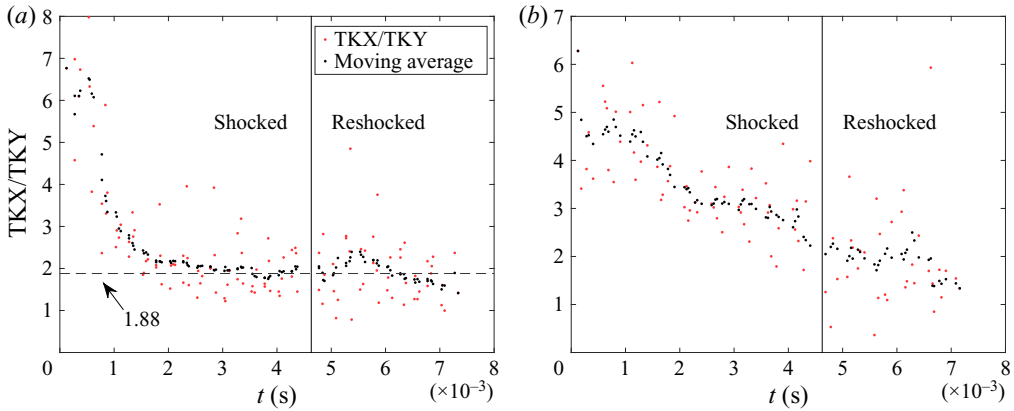 (a)
8
7
6
5
4
3
2
1
0
TKX/TKY
TKX/TKY
Moving average
Shocked
Reshocked
1.88
1 2 3 4 5 6 7 8
t (s)
(×10⁻³)
(b)
7
6
5
4
3
2
1
0
Shocked
Reshocked
1 2 3 4 5 6 7 8
t (s)
(×10⁻³)